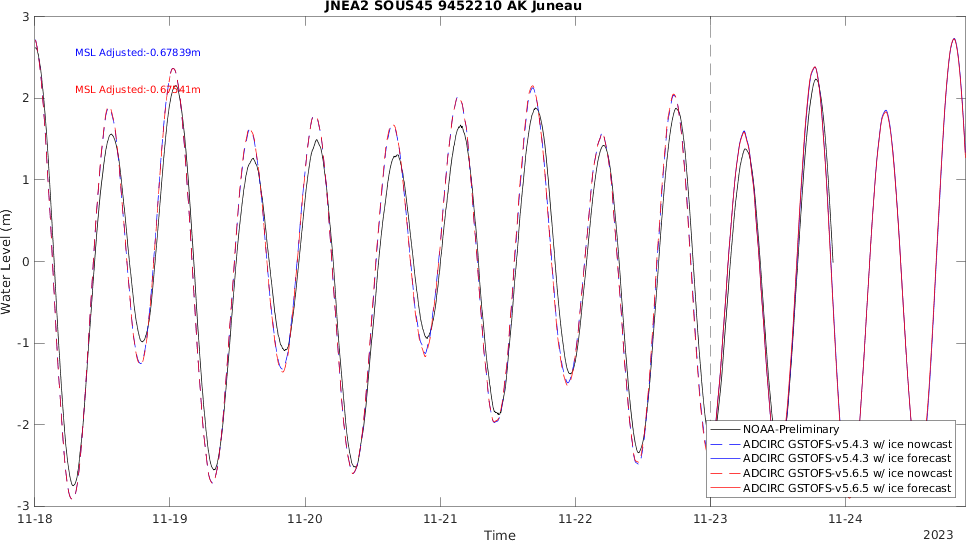 JNEA2 SOUS45 9452210 AK Juneau
MSL Adjusted:-0.67839m
MSL Adjusted:-0.67941m
3
2
1
0
-1
-2
-3
Water Level (m)
11-18
11-19
11-20
11-21
11-22
11-23
11-24
Time
2023
NOAA-Preliminary
ADCIRC GSTOFS-v5.4.3 w/ ice nowcast
ADCIRC GSTOFS-v5.4.3 w/ ice forecast
ADCIRC GSTOFS-v5.6.5 w/ ice nowcast
ADCIRC GSTOFS-v5.6.5 w/ ice forecast